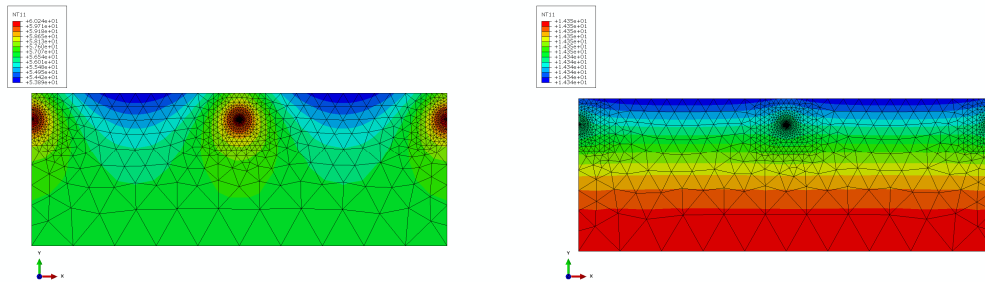 NT11
+6.024e+01
+5.971e+01
+5.918e+01
+5.865e+01
+5.813e+01
+5.760e+01
+5.707e+01
+5.654e+01
+5.601e+01
+5.548e+01
+5.495e+01
+5.442e+01
+5.389e+01
Y
X
NT11
+1.435e+01
+1.435e+01
+1.435e+01
+1.435e+01
+1.435e+01
+1.435e+01
+1.435e+01
+1.434e+01
+1.434e+01
+1.434e+01
+1.434e+01
+1.434e+01
+1.434e+01
Y
X